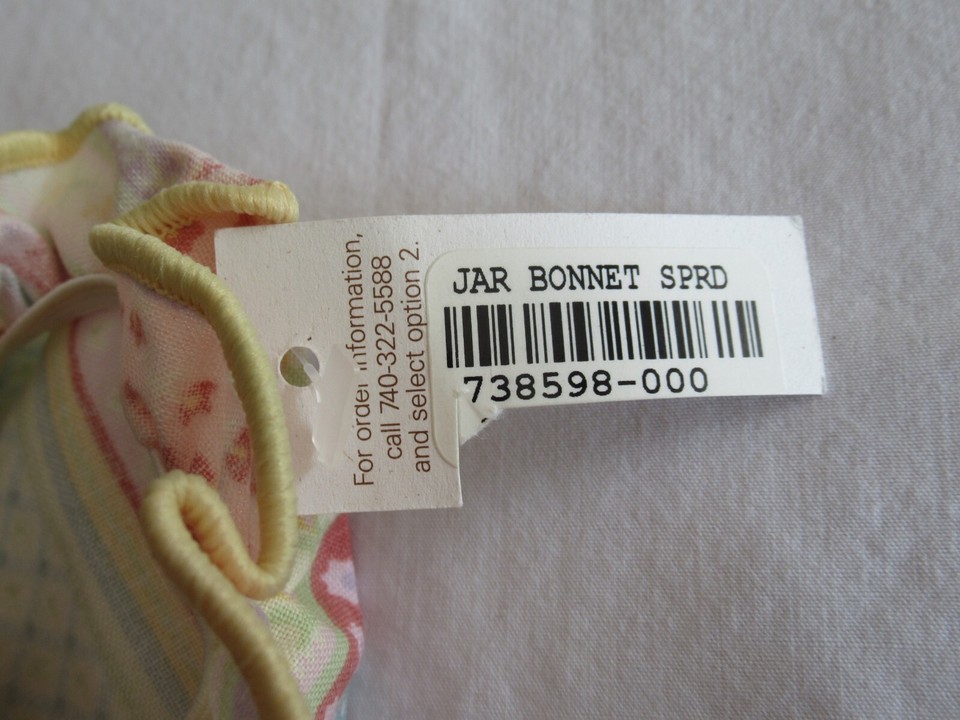 For order information,
call 740-322-5588
and select option 2.
JAR BONNET SPRD
738598-000